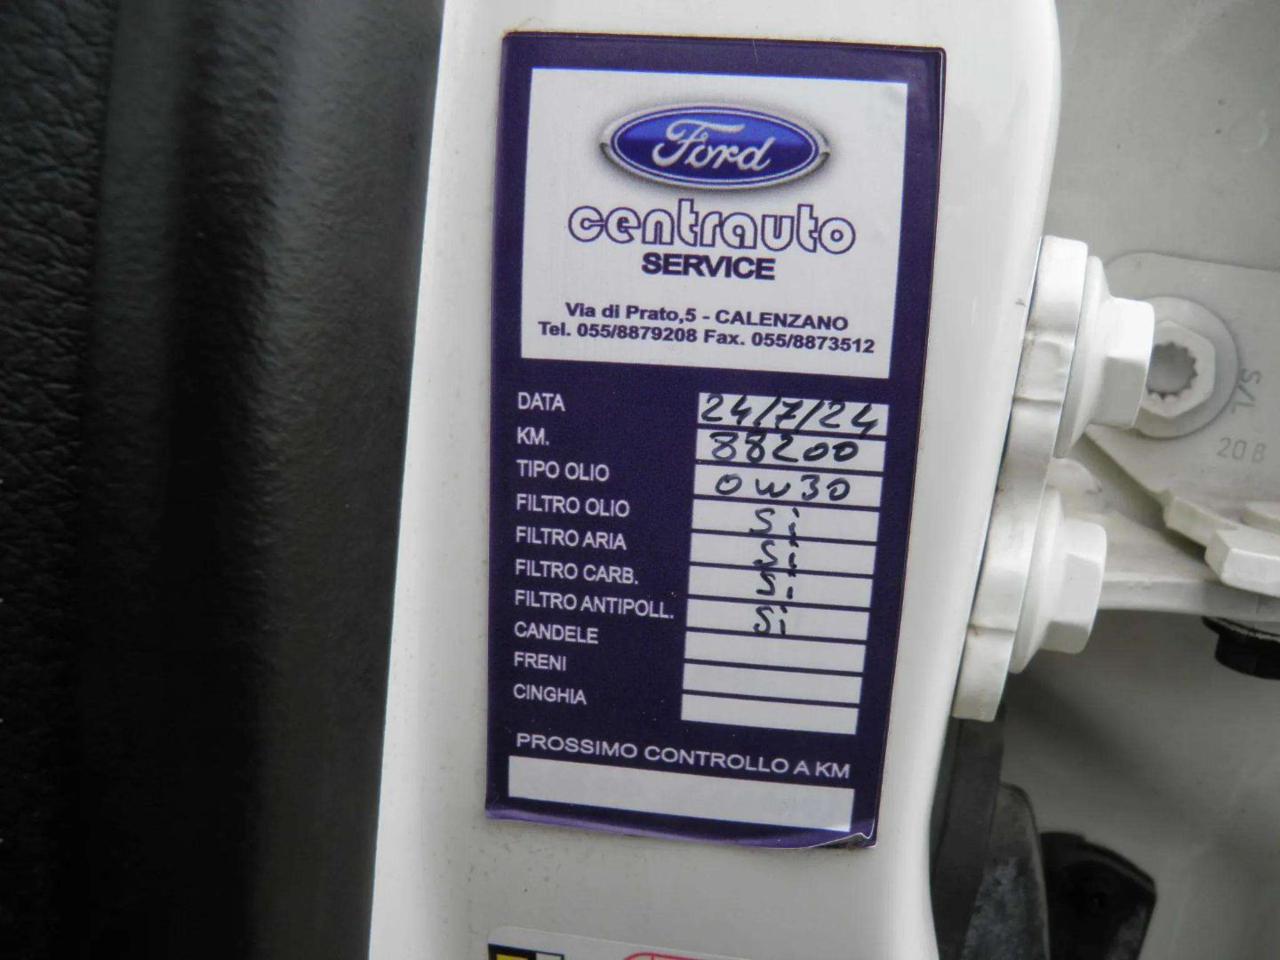 Ford
centrauto
SERVICE
Via di Prato,5 - CALENZANO
Tel. 055/8879208 Fax. 055/8873512
DATA 24/7/24
KM. 88200
TIPO OLIO 0W30
FILTRO OLIO Si
FILTRO ARIA Si
FILTRO CARB. Si
FILTRO ANTIPOLL. Si
CANDELE
FRENI
CINGHIA
PROSSIMO CONTROLLO A KM
S/L
20 B